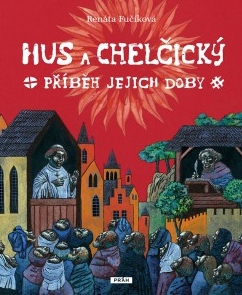 Renáta Fučíková
HUS A CHELČICKÝ
PŘÍBĚH JEJICH DOBY
PRÁH